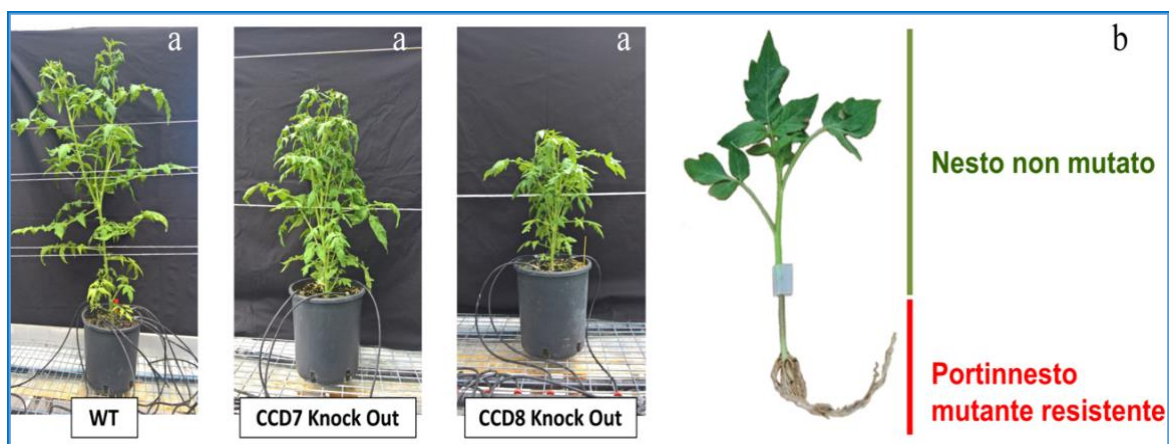 a
a
a
b
WT
CCD7 Knock Out
CCD8 Knock Out
Nesto non mutato
Portinnesto
mutante resistente